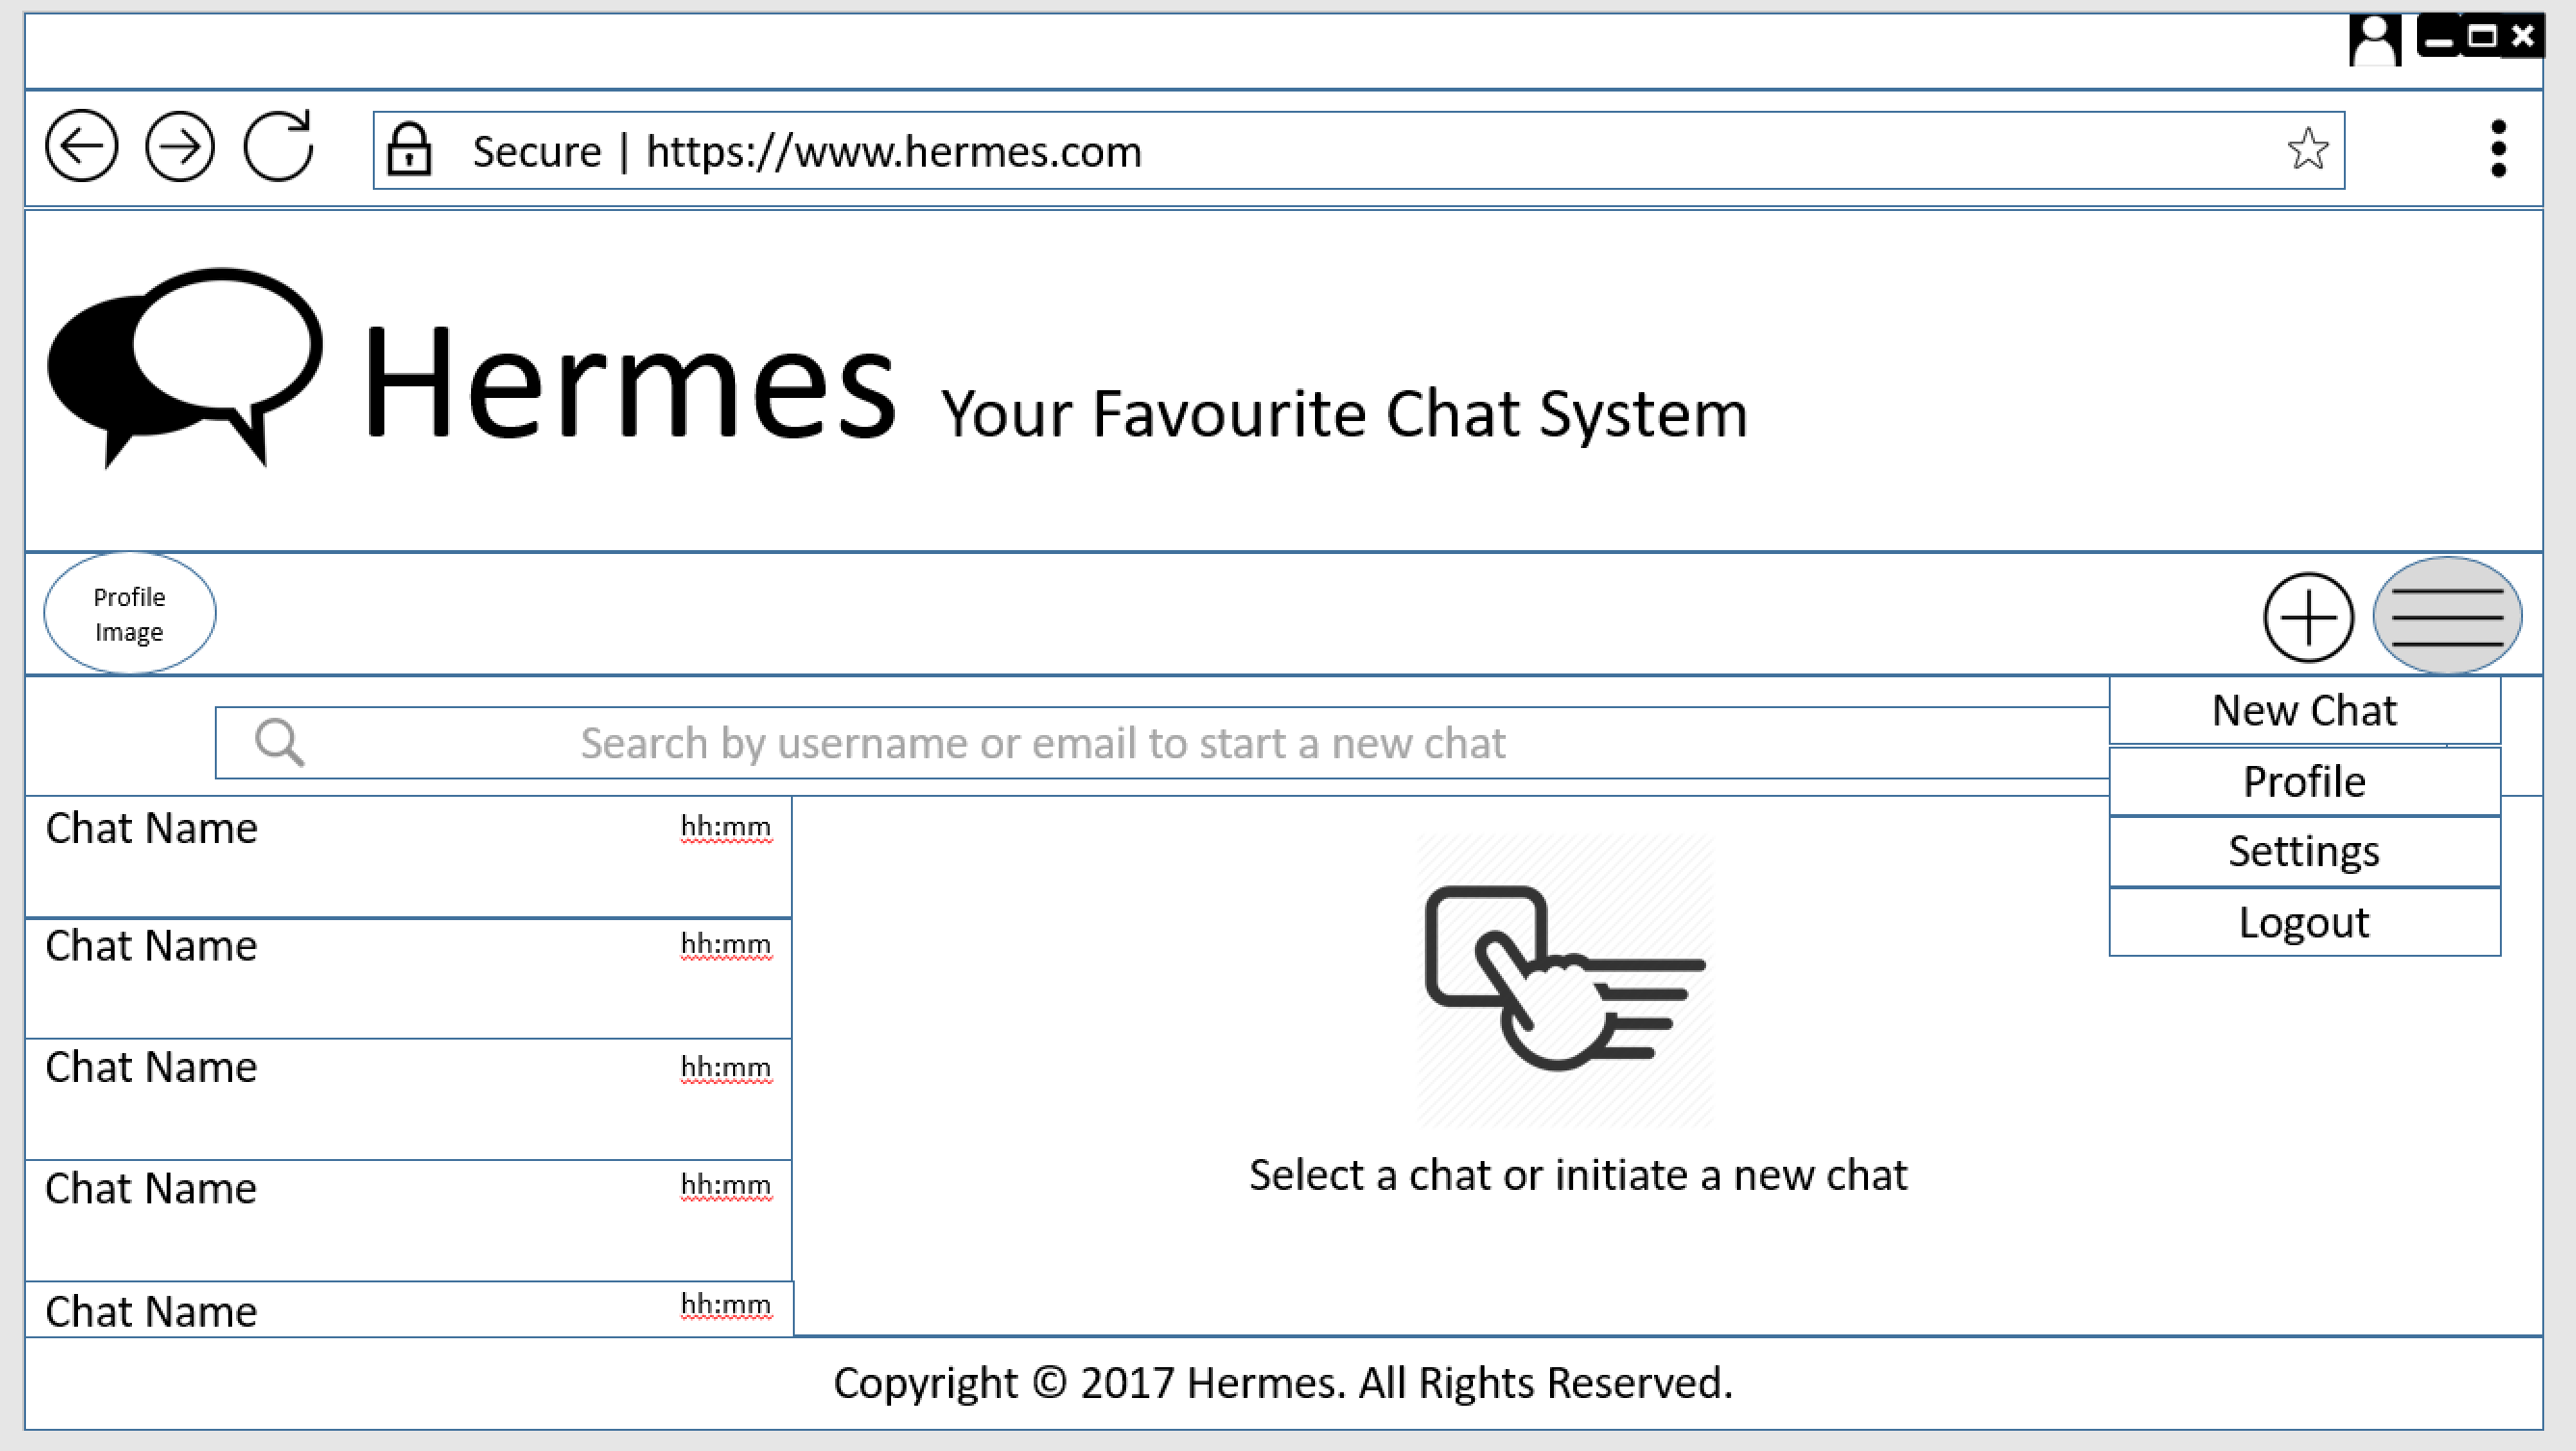 Secure | https://www.hermes.com
Hermes Your Favourite Chat System
Profile
Image
New Chat
Search by username or email to start a new chat
Profile
Settings
Logout
Chat Name hh:mm
Chat Name hh:mm
Chat Name hh:mm
Chat Name hh:mm
Chat Name hh:mm
Select a chat or initiate a new chat
Copyright © 2017 Hermes. All Rights Reserved.